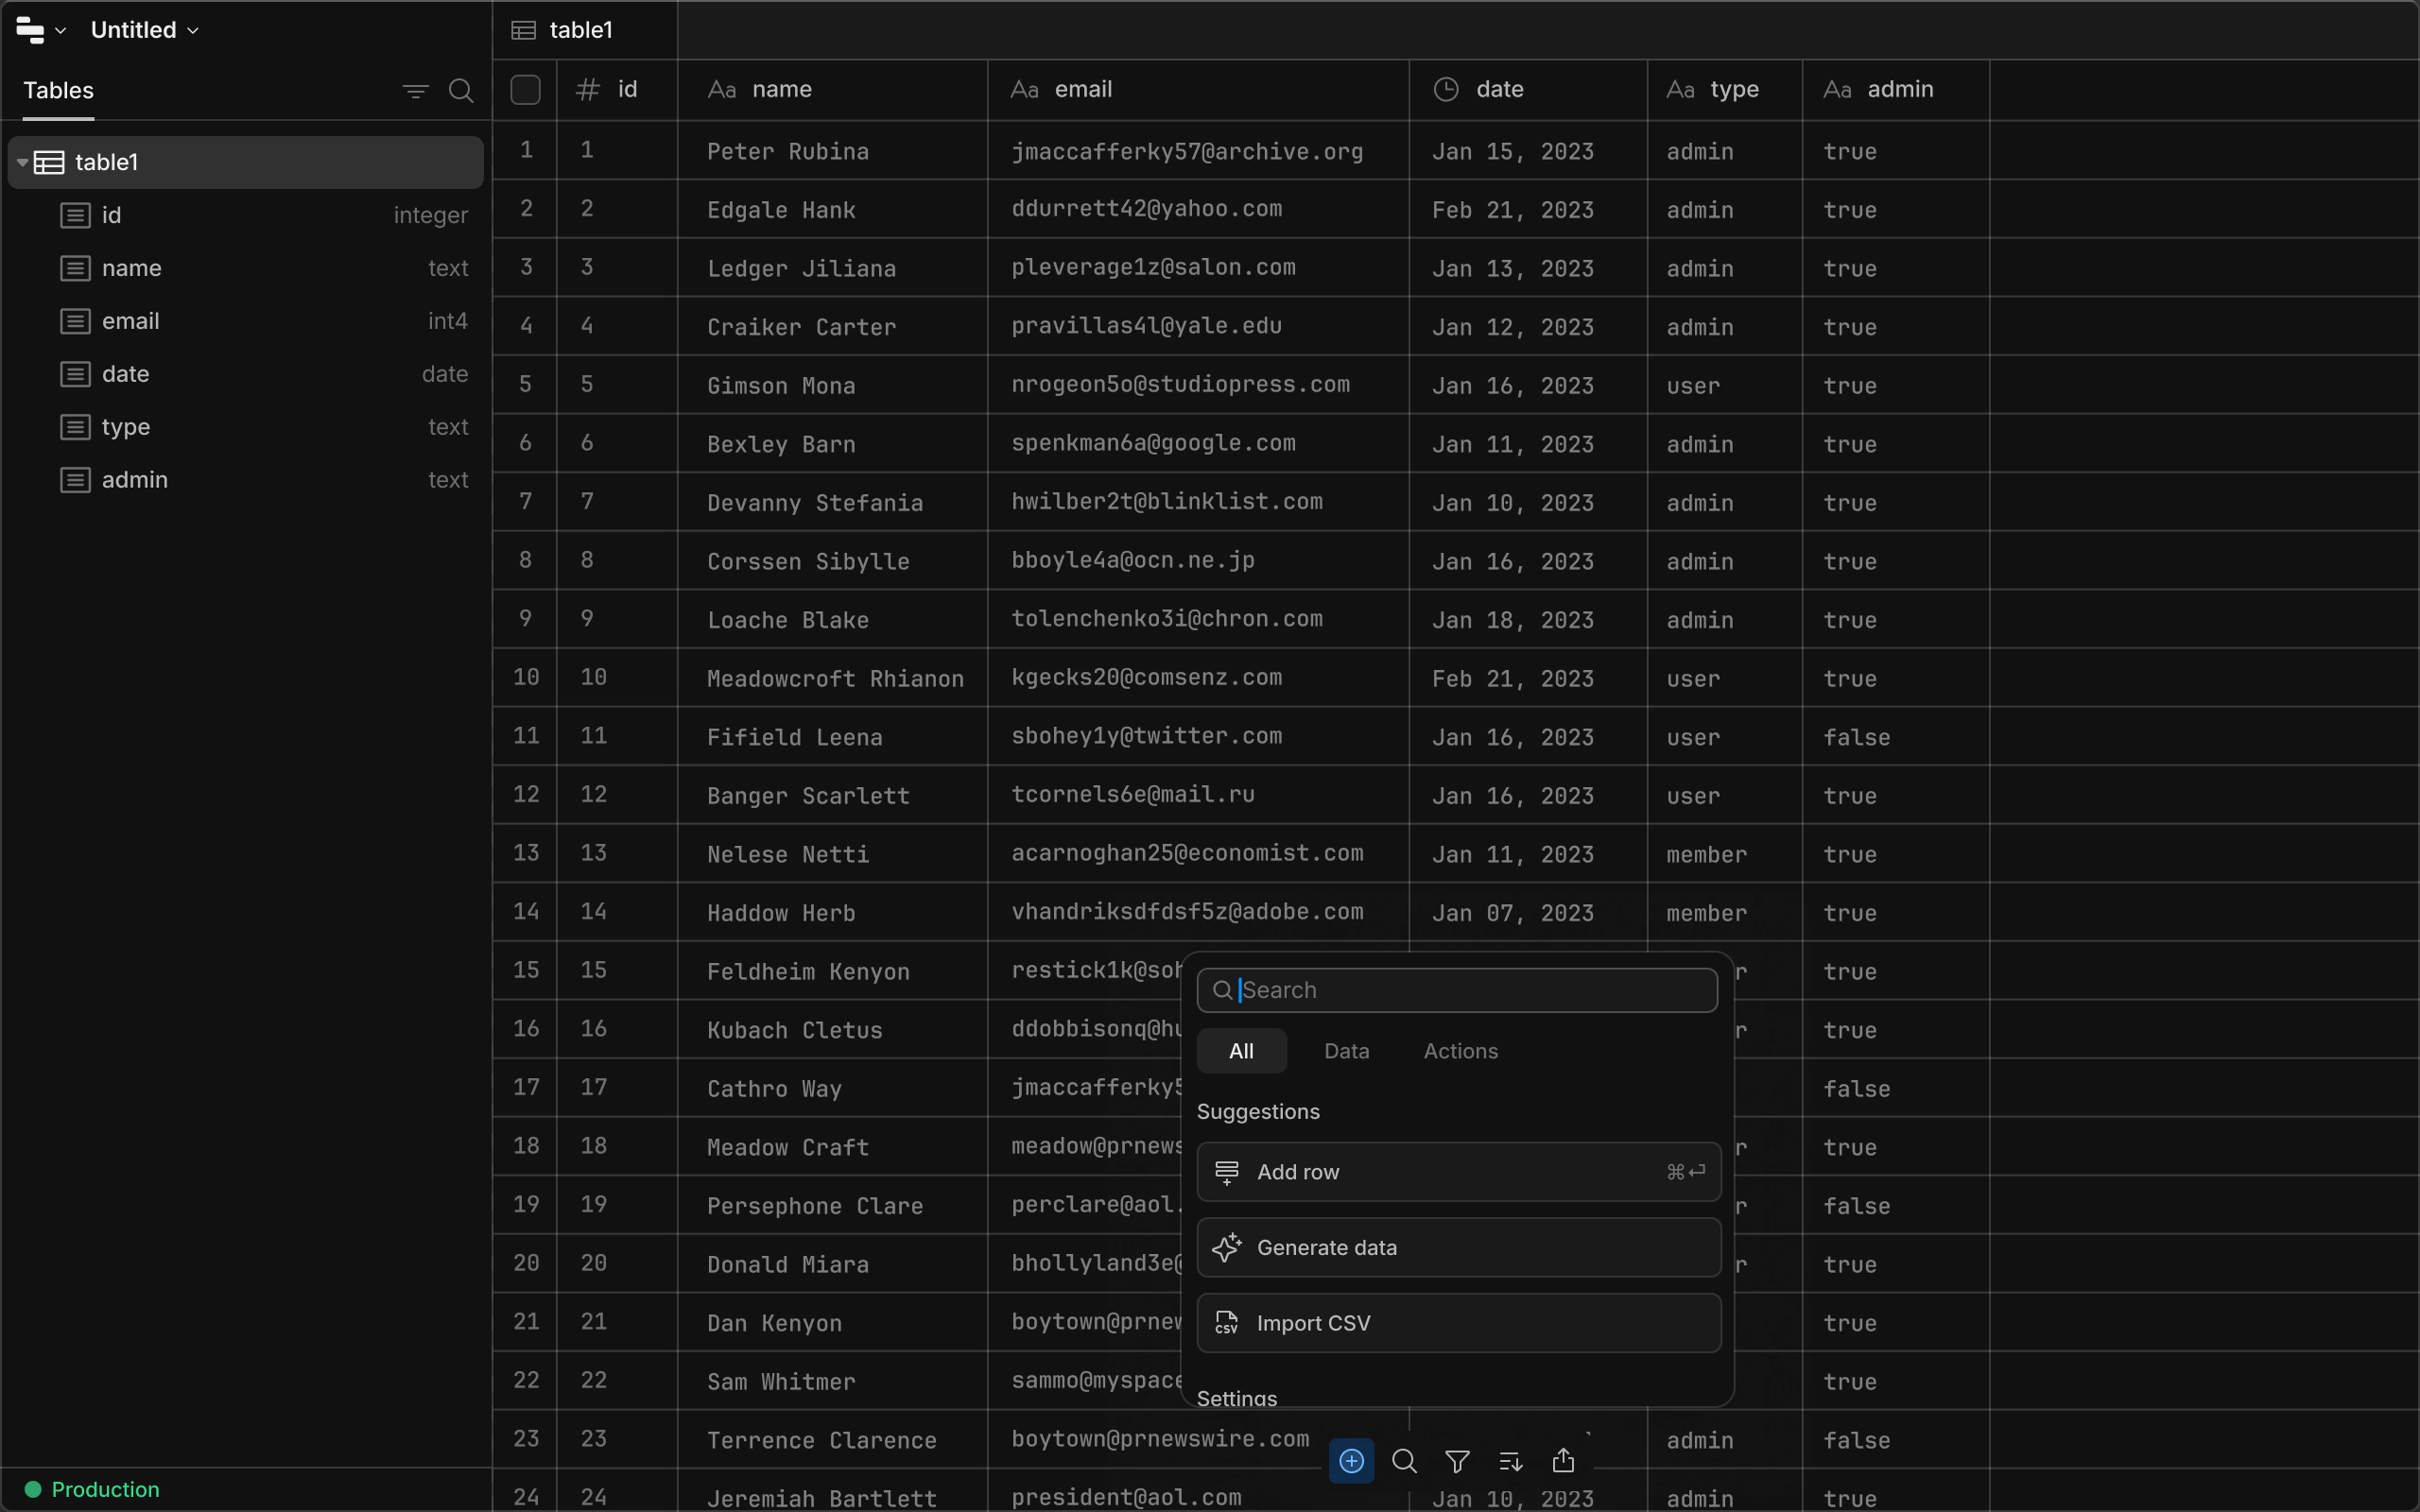 Untitled
table1
Tables
table1
id integer
name text
email int4
date date
type text
admin text
Production
id name email date type admin
1 1 Peter Rubina jmaccafferky57@archive.org Jan 15, 2023 admin true
2 2 Edgale Hank ddurrett42@yahoo.com Feb 21, 2023 admin true
3 3 Ledger Jiliana pleverage1z@salon.com Jan 13, 2023 admin true
4 4 Craiker Carter pravillas4l@yale.edu Jan 12, 2023 admin true
5 5 Gimson Mona nrogeon5o@studiopress.com Jan 16, 2023 user true
6 6 Bexley Barn spenkman6a@google.com Jan 11, 2023 admin true
7 7 Devanny Stefania hwilber2t@blinklist.com Jan 10, 2023 admin true
8 8 Corssen Sibylle bboyle4a@ocn.ne.jp Jan 16, 2023 admin true
9 9 Loache Blake tolenchenko3i@chron.com Jan 18, 2023 admin true
10 10 Meadowcroft Rhianon kgecks20@comsenz.com Feb 21, 2023 user true
11 11 Fifield Leena sbohey1y@twitter.com Jan 16, 2023 user false
12 12 Banger Scarlett tcornels6e@mail.ru Jan 16, 2023 user true
13 13 Nelese Netti acarnoghan25@economist.com Jan 11, 2023 member true
14 14 Haddow Herb vhandriksdfdsf5z@adobe.com Jan 07, 2023 member true
15 15 Feldheim Kenyon restick1k@so r true
16 16 Kubach Cletus ddobbisonq@h r true
17 17 Cathro Way jmaccafferky5 false
18 18 Meadow Craft meadow@prnews r true
19 19 Persephone Clare perclare@aol. r false
20 20 Donald Miara bhollyland3e@ r true
21 21 Dan Kenyon boytown@prnew true
22 22 Sam Whitmer sammo@myspace true
23 23 Terrence Clarence boytown@prnewswire.com admin false
24 24 Jeremiah Bartlett president@aol.com Jan 10, 2023 admin true
Search
All Data Actions
Suggestions
Add row ⌘↵
Generate data
CSV Import CSV
Settings